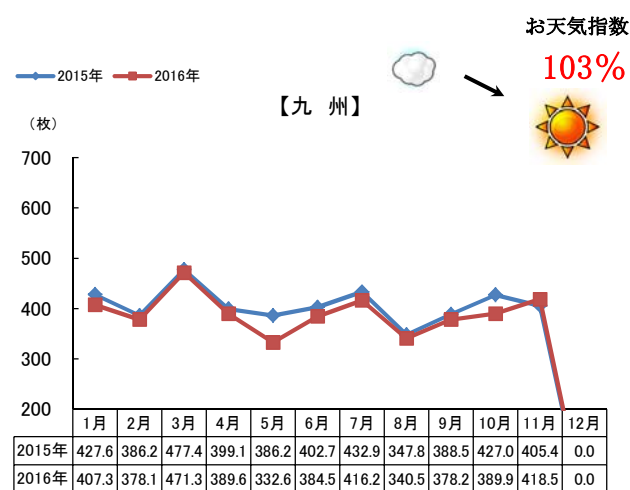 お天気指数
103％
2015年 2016年
【九 州】
（枚）
700
600
500
400
300
200
1月 2月 3月 4月 5月 6月 7月 8月 9月 10月 11月 12月
2015年 427.6 386.2 477.4 399.1 386.2 402.7 432.9 347.8 388.5 427.0 405.4 0.0
2016年 407.3 378.1 471.3 389.6 332.6 384.5 416.2 340.5 378.2 389.9 418.5 0.0